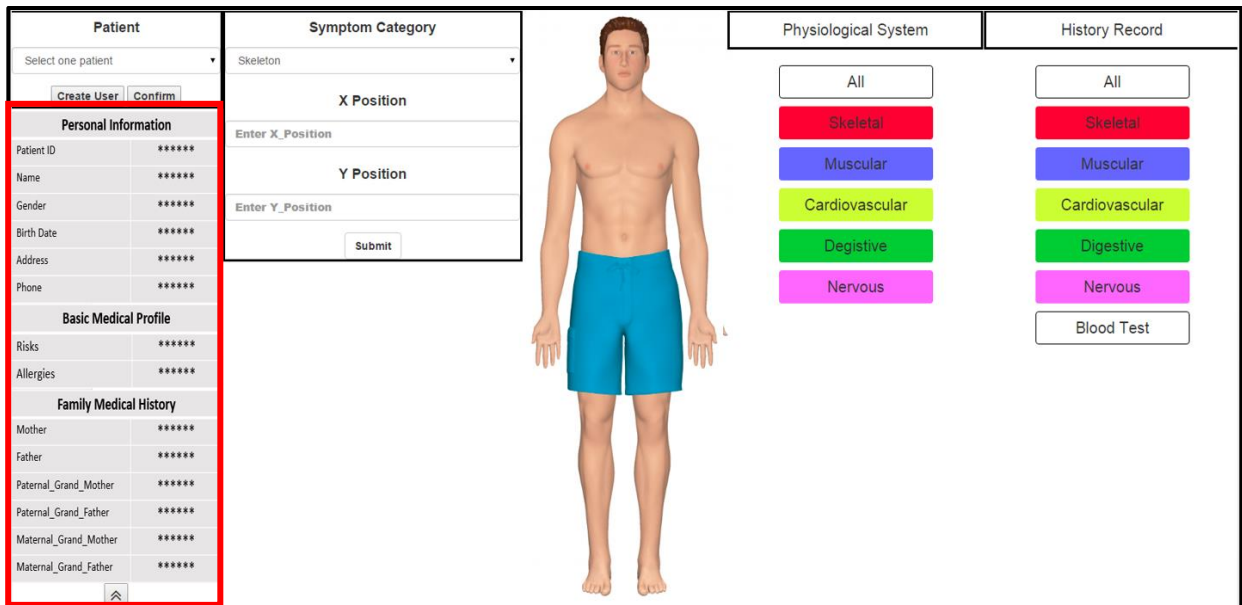 Patient
Select one patient
Create User Confirm
Personal Information
Patient ID ******
Name ******
Gender ******
Birth Date ******
Address ******
Phone ******
Basic Medical Profile
Risks ******
Allergies ******
Family Medical History
Mother ******
Father ******
Paternal_Grand_Mother ******
Paternal_Grand_Father ******
Maternal_Grand_Mother ******
Maternal_Grand_Father ******
Symptom Category
Skeleton
X Position
Enter X_Position
Y Position
Enter Y_Position
Submit
Physiological System
All
Skeletal
Muscular
Cardiovascular
Degistive
Nervous
History Record
All
Skeletal
Muscular
Cardiovascular
Digestive
Nervous
Blood Test